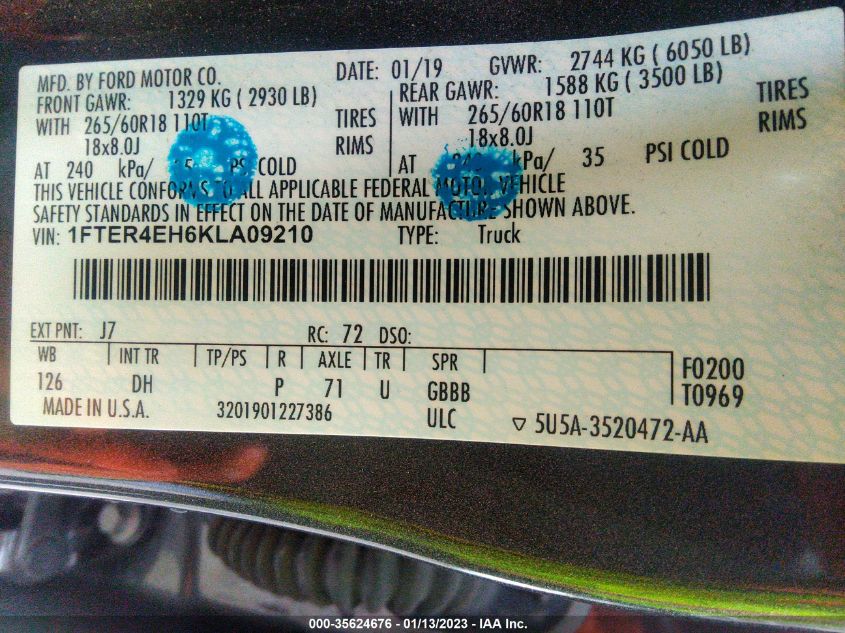 MFD. BY FORD MOTOR CO.
DATE: 01/19 GVWR: 2744 KG ( 6050 LB)
FRONT GAWR: 1329 KG ( 2930 LB)
REAR GAWR: 1588 KG ( 3500 LB)
WITH 265/60R18 110T TIRES
WITH 265/60R18 110T TIRES
18x8.0J RIMS
18x8.0J RIMS
AT 240 kPa/ PSI COLD
AT kPa/ 35 PSI COLD
THIS VEHICLE CONFORMS TO ALL APPLICABLE FEDERAL MOTOR VEHICLE
SAFETY STANDARDS IN EFFECT ON THE DATE OF MANUFACTURE SHOWN ABOVE.
VIN: 1FTER4EH6KLA09210 TYPE: Truck
EXT PNT: J7 RC: 72 DSO:
WB INT TR TP/PS R AXLE TR SPR
126 DH P 71 U GBBB
F0200
T0969
MADE IN U.S.A. 3201901227386 ULC
▽ 5U5A-3520472-AA
000-35624676 - 01/13/2023 - IAA Inc.